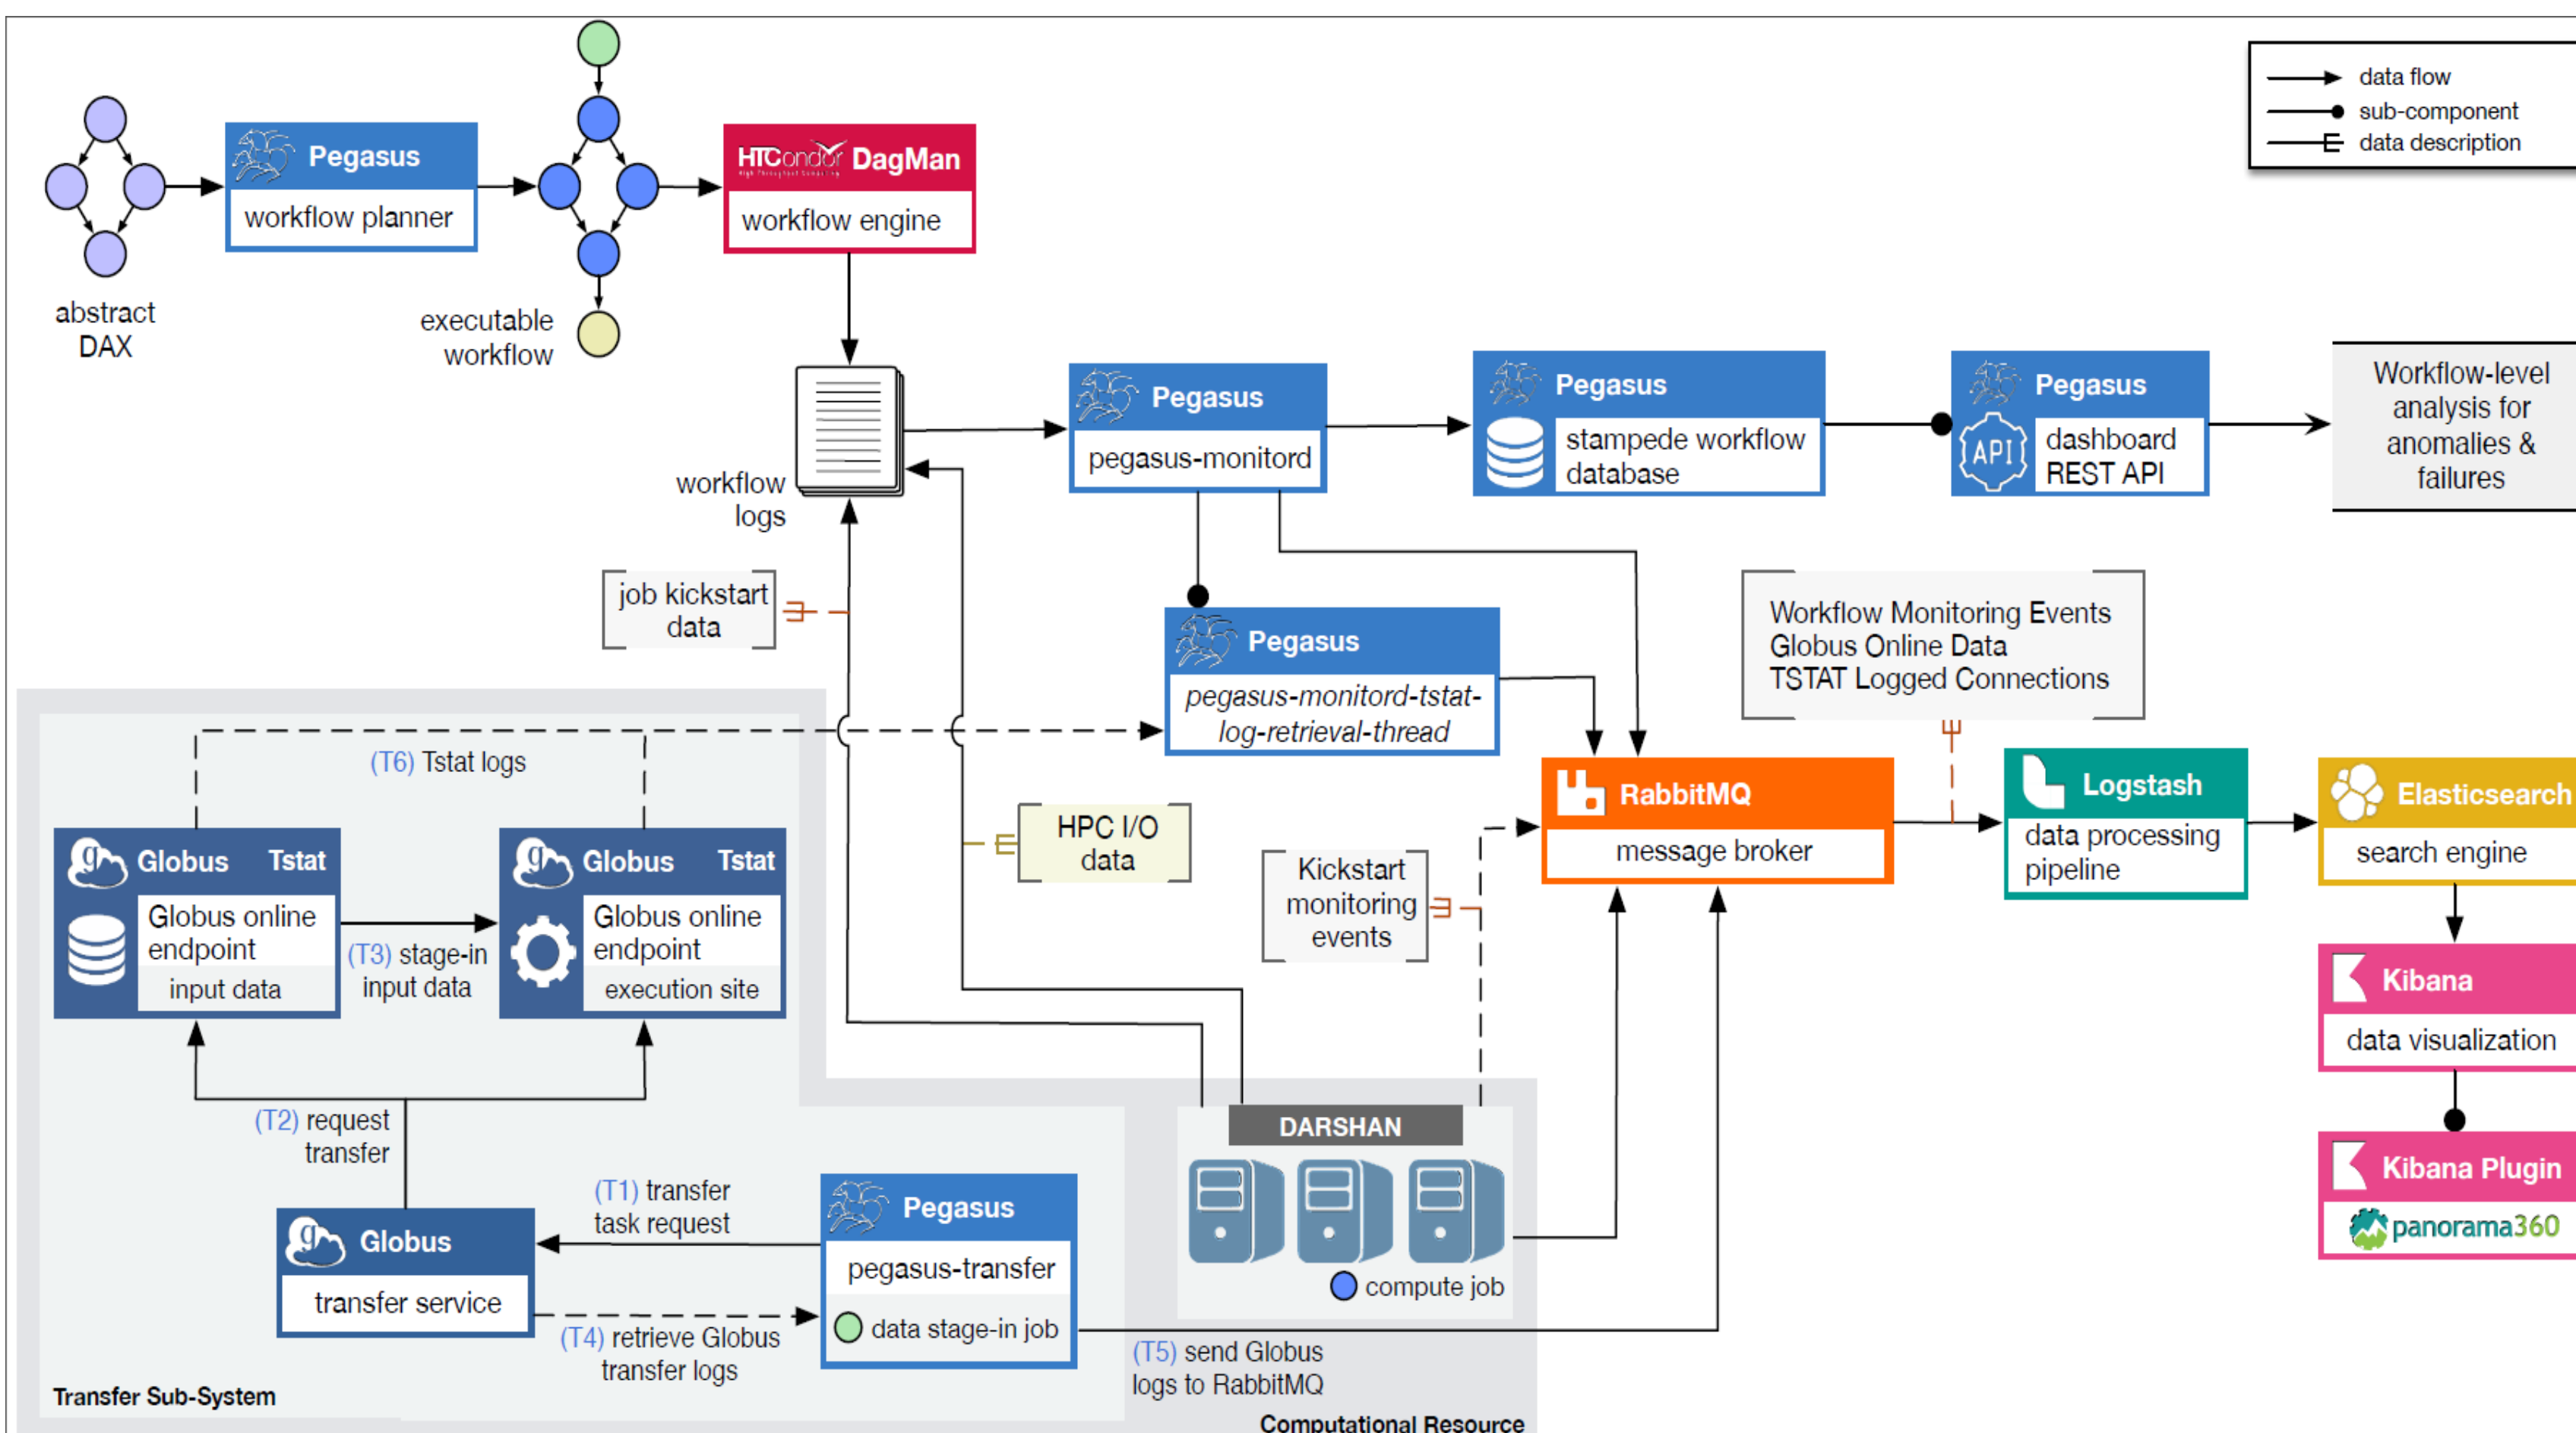 data flow
sub-component
data description
abstract
DAX
Pegasus
workflow planner
executable
workflow
HTCondor
High Throughput Computing
DagMan
workflow engine
workflow
logs
Pegasus
pegasus-monitord
Pegasus
stampede workflow
database
Pegasus
API
dashboard
REST API
Workflow-level
analysis for
anomalies &
failures
job kickstart
data
Pegasus
pegasus-monitord-tstat-
log-retrieval-thread
Workflow Monitoring Events
Globus Online Data
TSTAT Logged Connections
(T6) Tstat logs
HPC I/O
data
Kickstart
monitoring
events
RabbitMQ
message broker
Logstash
data processing
pipeline
Elasticsearch
search engine
Kibana
data visualization
Kibana Plugin
panorama360
g
Globus Tstat
Globus online
endpoint
input data
(T3) stage-in
input data
g
Globus Tstat
Globus online
endpoint
execution site
(T2) request
transfer
g
Globus
transfer service
(T1) transfer
task request
(T4) retrieve Globus
transfer logs
Pegasus
pegasus-transfer
data stage-in job
DARSHAN
compute job
(T5) send Globus
logs to RabbitMQ
Transfer Sub-System
Computational Resource